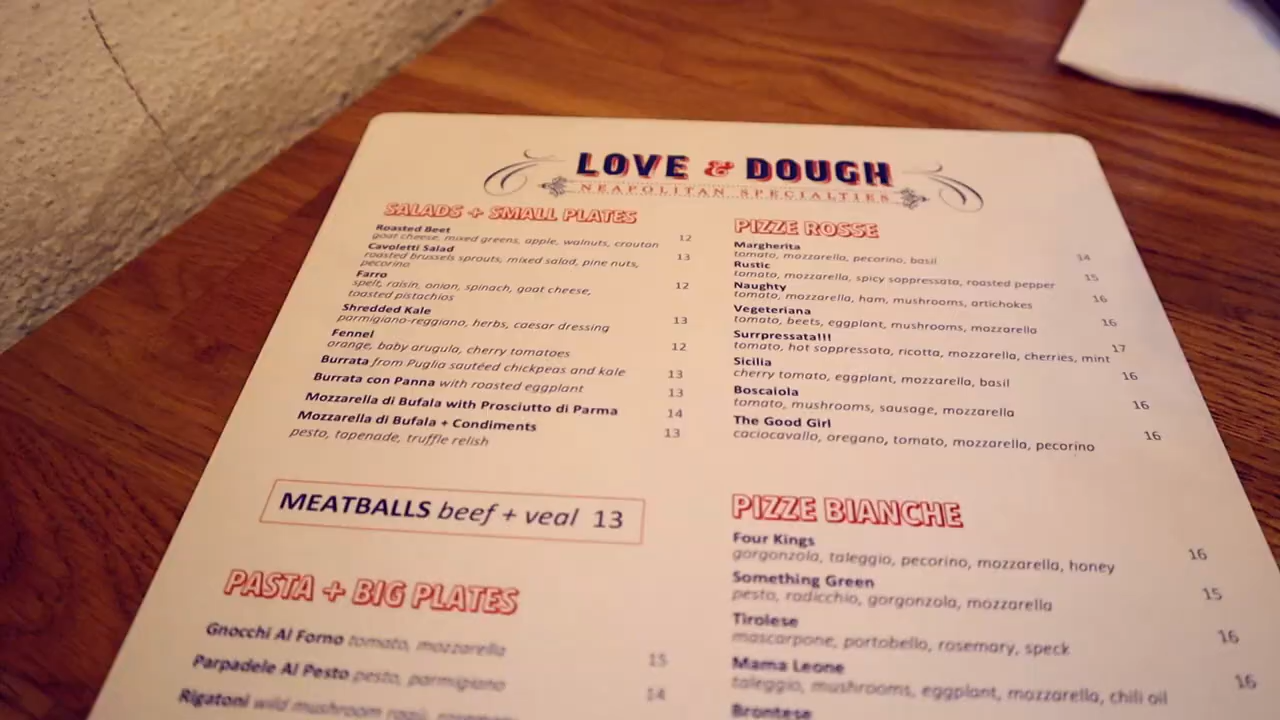 LOVE & DOUGH
NEAPOLITAN SPECIALTIES
SALADS + SMALL PLATES
Roasted Beet
goat cheese, mixed greens, apple, walnuts, crouton 12
Cavoletti Salad
roasted brussels sprouts, mixed salad, pine nuts, 13
pecorino
Farro
spelt, raisin, onion, spinach, goat cheese, 12
toasted pistachios
Shredded Kale
parmigiano-reggiano, herbs, caesar dressing 13
Fennel
orange, baby arugula, cherry tomatoes 12
Burrata from Puglia sautéed chickpeas and kale 13
Burrata con Panna with roasted eggplant 13
Mozzarella di Bufala with Prosciutto di Parma 14
Mozzarella di Bufala + Condiments 13
pesto, tapenade, truffle relish
MEATBALLS beef + veal 13
PASTA + BIG PLATES
Gnocchi Al Forno tomato, mozzarella 15
Parpadele Al Pesto pesto, parmigiano 14
Rigatoni wild mushroom
PIZZE ROSSE
Margherita
tomato, mozzarella, pecorino, basil 14
Rustic
tomato, mozzarella, spicy soppressata, roasted pepper 15
Naughty
tomato, mozzarella, ham, mushrooms, artichokes 16
Vegeteriana
tomato, beets, eggplant, mushrooms, mozzarella 16
Surrpressata!!!
tomato, hot soppressata, ricotta, mozzarella, cherries, mint 17
Sicilia
cherry tomato, eggplant, mozzarella, basil 16
Boscaiola
tomato, mushrooms, sausage, mozzarella 16
The Good Girl
caciocavallo, oregano, tomato, mozzarella, pecorino 16
PIZZE BIANCHE
Four Kings
gorgonzola, taleggio, pecorino, mozzarella, honey 16
Something Green
pesto, radicchio, gorgonzola, mozzarella 15
Tirolese
mascarpone, portobello, rosemary, speck 16
Mama Leone
taleggio, mushrooms, eggplant, mozzarella, chili oil 16
Brontese